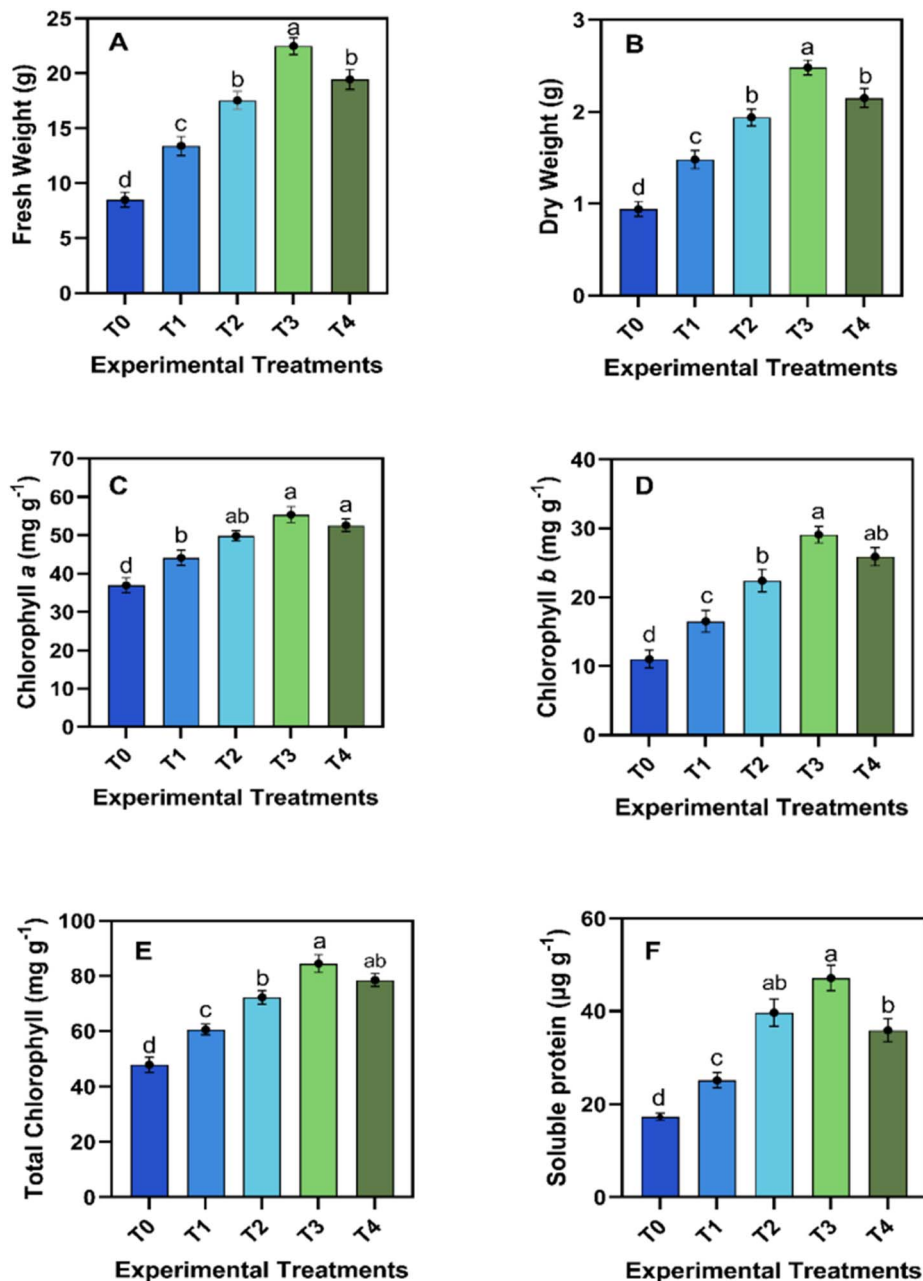 A
B
Fresh Weight (g)
25
20
15
10
5
0
d
c
b
a
b
T0
T1
T2
T3
T4
Experimental Treatments
Dry Weight (g)
3
2
1
0
d
c
b
a
b
T0
T1
T2
T3
T4
Experimental Treatments
C
Chlorophyll a (mg g⁻¹)
70
60
50
40
30
20
10
0
d
b
ab
a
a
T0
T1
T2
T3
T4
Experimental Treatments
D
Chlorophyll b (mg g⁻¹)
40
30
20
10
0
d
c
b
a
ab
T0
T1
T2
T3
T4
Experimental Treatments
E
Total Chlorophyll (mg g⁻¹)
100
80
60
40
20
0
d
c
b
a
ab
T0
T1
T2
T3
T4
Experimental Treatments
F
Soluble protein (µg g⁻¹)
60
40
20
0
d
c
ab
a
b
T0
T1
T2
T3
T4
Experimental Treatments